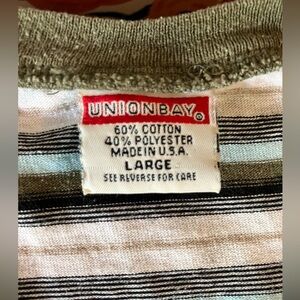 UNIONBAY®
60% COTTON
40% POLYESTER
MADE IN U.S.A.
LARGE
SEE REVERSE FOR CARE